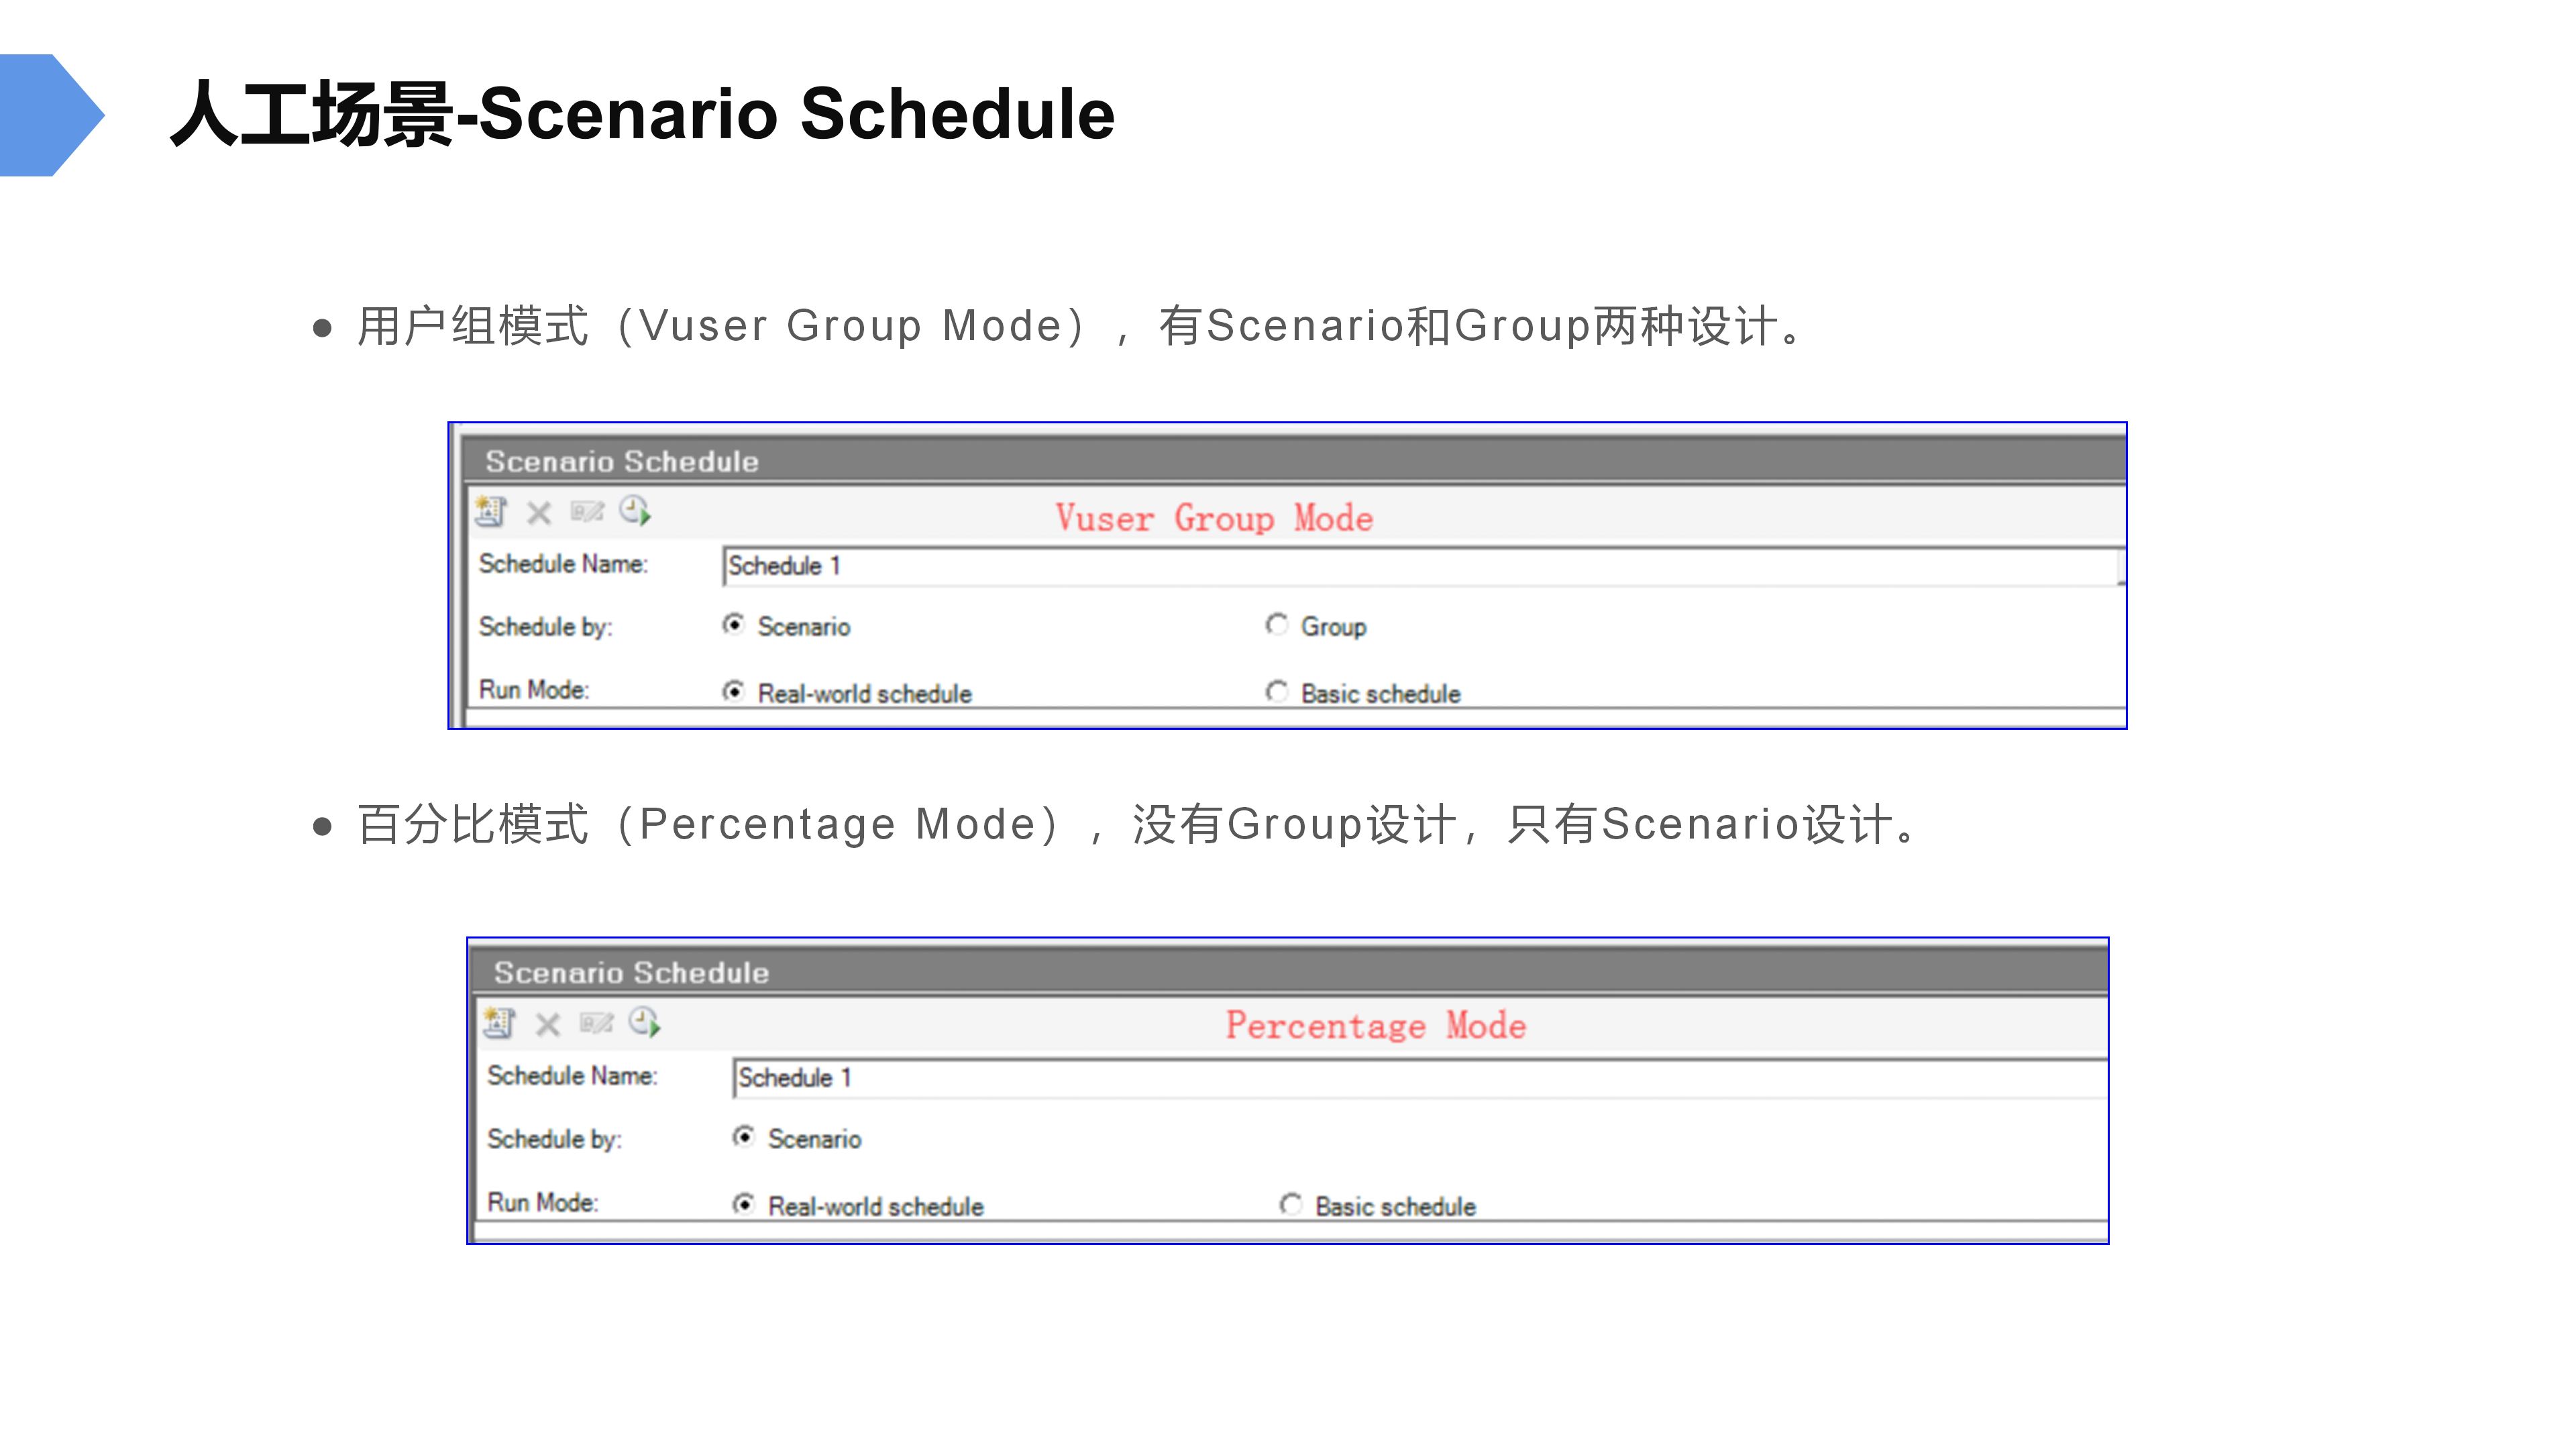 人工场景-Scenario Schedule
● 用户组模式（Vuser Group Mode），有Scenario和Group两种设计。
Scenario Schedule
Vuser Group Mode
Schedule Name: Schedule 1
Schedule by: Scenario Group
Run Mode: Real-world schedule Basic schedule
● 百分比模式（Percentage Mode），没有Group设计，只有Scenario设计。
Scenario Schedule
Percentage Mode
Schedule Name: Schedule 1
Schedule by: Scenario
Run Mode: Real-world schedule Basic schedule